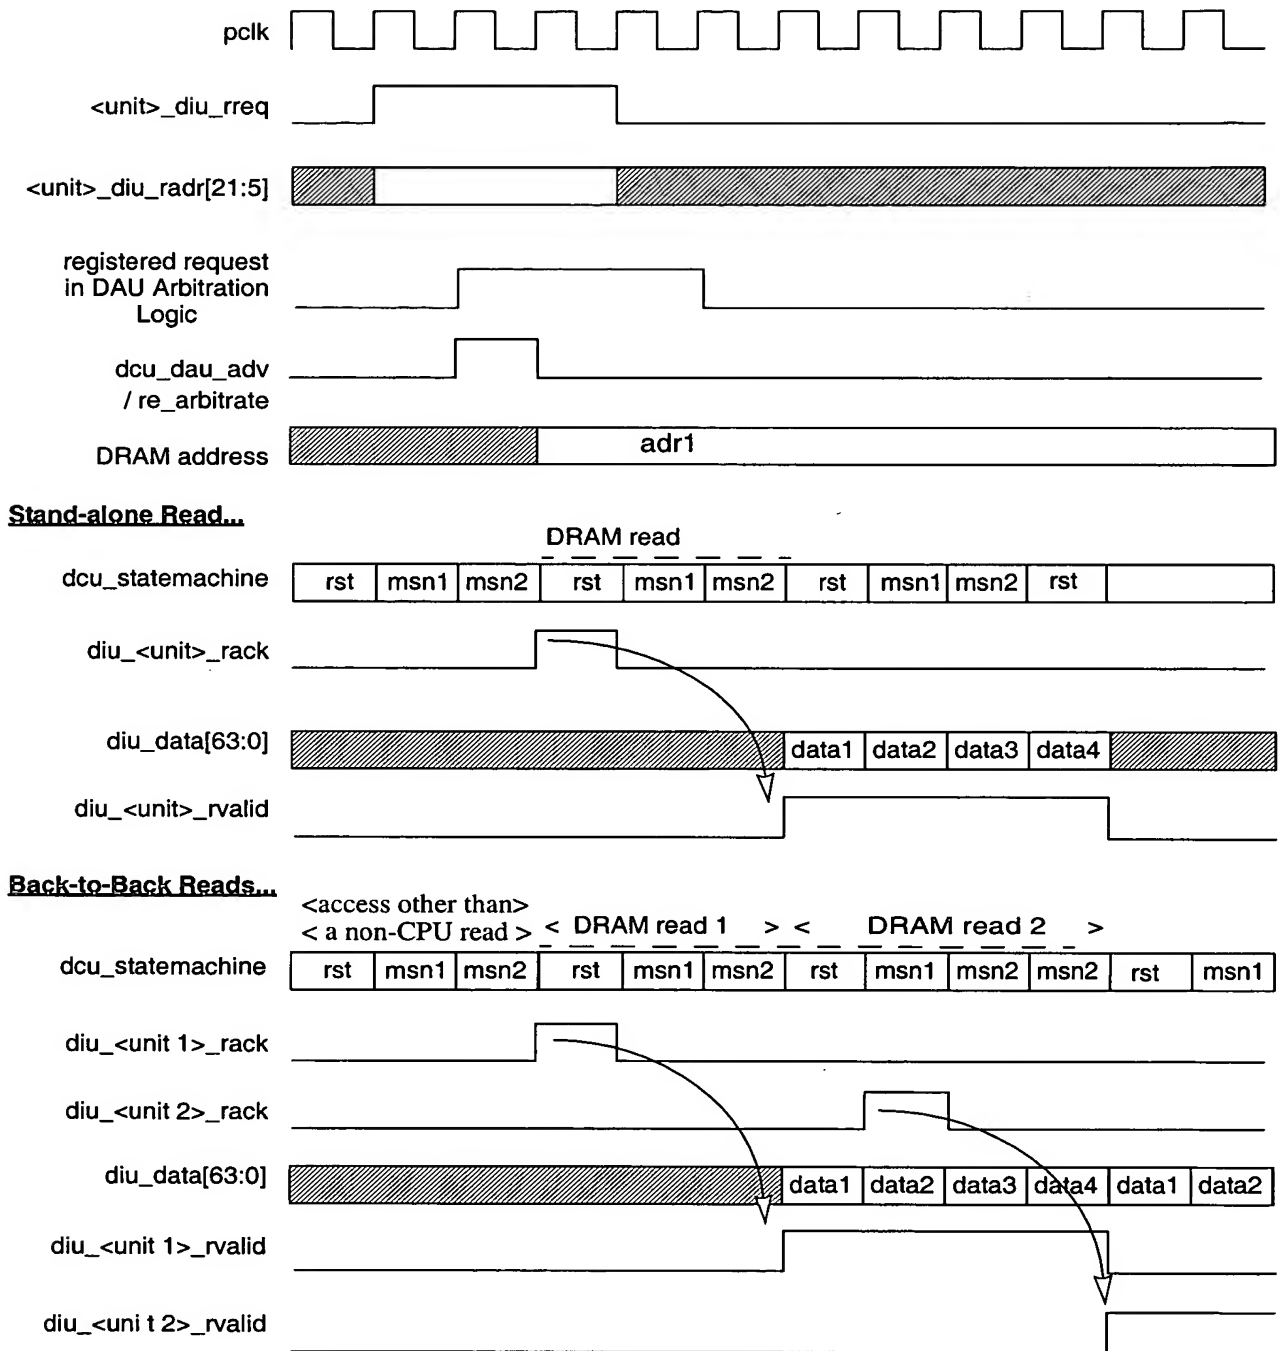 pclk
<unit>_diu_rreq
<unit>_diu_radr[21:5]
registered request
in DAU Arbitration
Logic
dcu_dau_adv
/ re_arbitrate
DRAM address
adr1
Stand-alone Read...
DRAM read
dcu_statemachine
rst msn1 msn2 rst msn1 msn2 rst msn1 msn2 rst
diu_<unit>_rack
diu_data[63:0]
data1 data2 data3 data4
diu_<unit>_rvalid
Back-to-Back Reads...
<access other than>
< a non-CPU read > < DRAM read 1 > < DRAM read 2 >
dcu_statemachine
rst msn1 msn2 rst msn1 msn2 rst msn1 msn2 msn2 rst msn1
diu_<unit 1>_rack
diu_<unit 2>_rack
diu_data[63:0]
data1 data2 data3 data4 data1 data2
diu_<unit 1>_rvalid
diu_<uni t 2>_rvalid